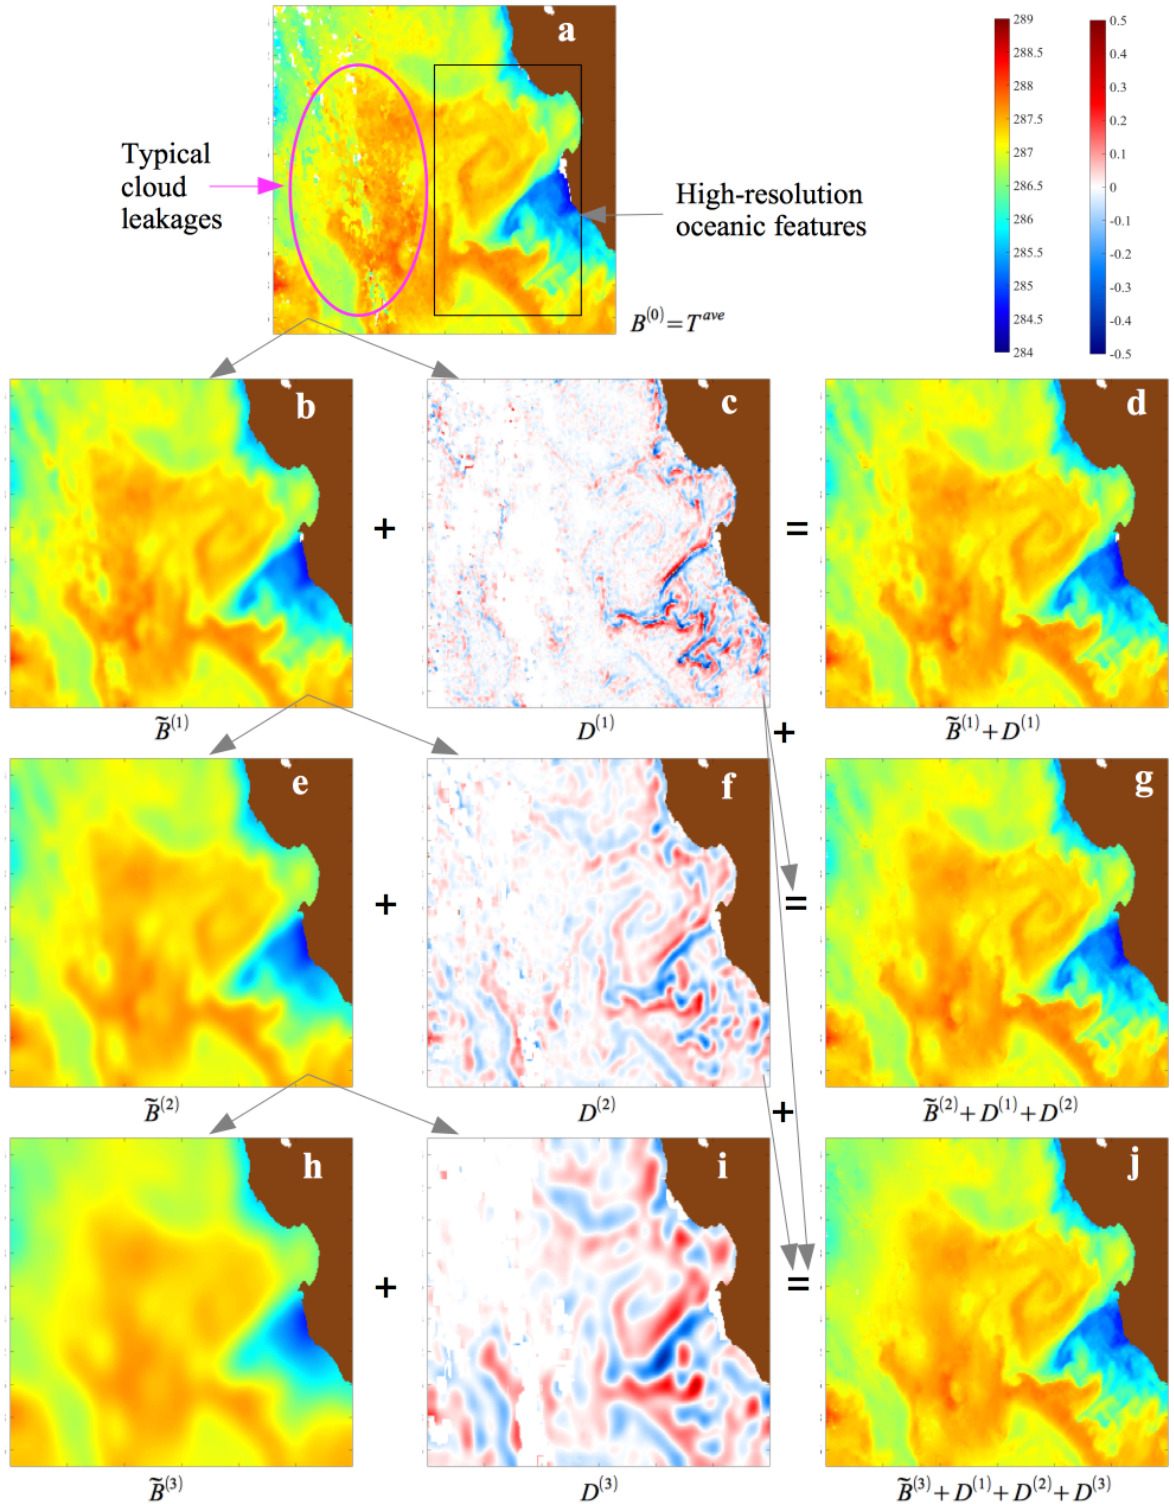 a
Typical
cloud
leakages
High-resolution
oceanic features
B^(0)=T^ave
289
288.5
288
287.5
287
286.5
286
285.5
285
284.5
284
0.5
0.4
0.3
0.2
0.1
0
-0.1
-0.2
-0.3
-0.4
-0.5
b
+
c
=
d
B̃^(1)
D^(1)
+
B̃^(1)+D^(1)
e
+
f
=
g
B̃^(2)
D^(2)
+
B̃^(2)+D^(1)+D^(2)
h
+
i
=
j
B̃^(3)
D^(3)
B̃^(3)+D^(1)+D^(2)+D^(3)